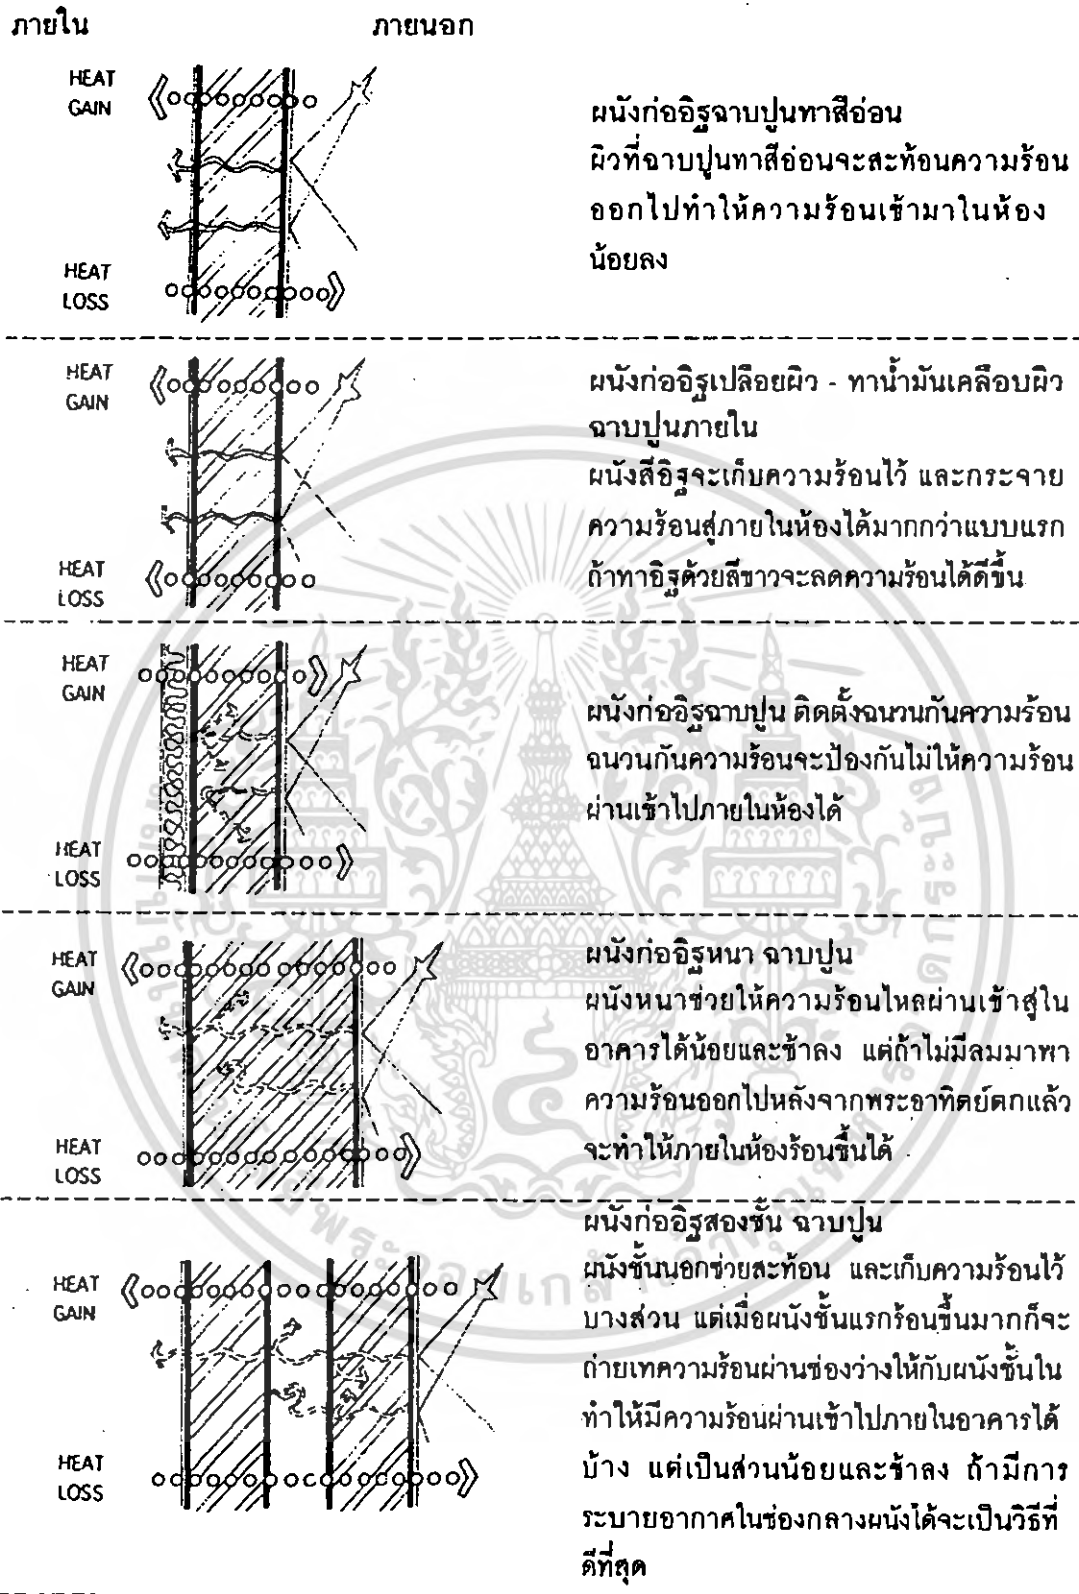 ภายใน ภายนอก
HEAT
GAIN
HEAT
LOSS
ผนังก่ออิฐฉาบปูนทาสีอ่อน
ผิวที่ฉาบปูนทาสีอ่อนจะสะท้อนความร้อน
ออกไปทำให้ความร้อนเข้ามาในห้อง
น้อยลง
HEAT
GAIN
HEAT
LOSS
ผนังก่ออิฐเปลือยผิว - ทาน้ำมันเคลือบผิว
ฉาบปูนภายใน
ผนังสีอิฐจะเก็บความร้อนไว้ และกระจาย
ความร้อนสู่ภายในห้องได้มากกว่าแบบแรก
ถ้าทาอิฐด้วยสีขาวจะลดความร้อนได้ดีขึ้น
HEAT
GAIN
HEAT
LOSS
ผนังก่ออิฐฉาบปูน ติดตั้งฉนวนกันความร้อน
ฉนวนกันความร้อนจะป้องกันไม่ให้ความร้อน
ผ่านเข้าไปภายในห้องได้
HEAT
GAIN
HEAT
LOSS
ผนังก่ออิฐหนา ฉาบปูน
ผนังหนาช่วยให้ความร้อนไหลผ่านเข้าสู่ใน
อาคารได้น้อยและช้าลง แต่ถ้าไม่มีลมมาพา
ความร้อนออกไปหลังจากพระอาทิตย์ตกแล้ว
จะทำให้ภายในห้องร้อนขึ้นได้
HEAT
GAIN
HEAT
LOSS
ผนังก่ออิฐสองชั้น ฉาบปูน
ผนังชั้นนอกช่วยสะท้อน และเก็บความร้อนไว้
บางส่วน แต่เมื่อผนังชั้นแรกร้อนขึ้นมากก็จะ
ถ่ายเทความร้อนผ่านช่องว่างให้กับผนังชั้นใน
ทำให้มีความร้อนผ่านเข้าไปภายในอาคารได้
บ้าง แต่เป็นส่วนน้อยและช้าลง ถ้ามีการ
ระบายอากาศในช่องกลางผนังได้จะเป็นวิธีที่
ดีที่สุด